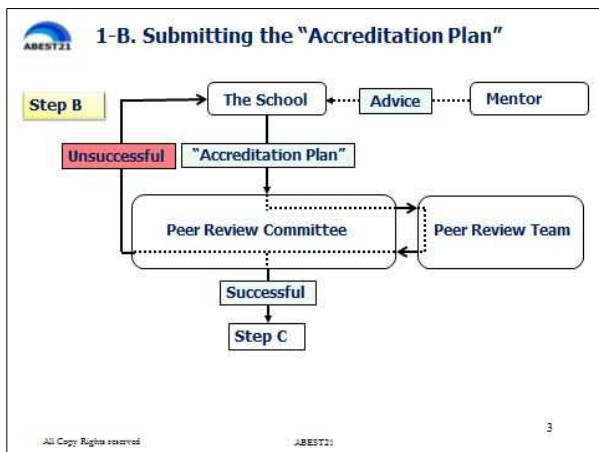 ABEST21
1-B. Submitting the “Accreditation Plan”
Step B
The School
Advice
Mentor
Unsuccessful
“Accreditation Plan”
Peer Review Committee
Peer Review Team
Successful
Step C
3
All Copy Rights reserved
ABEST21